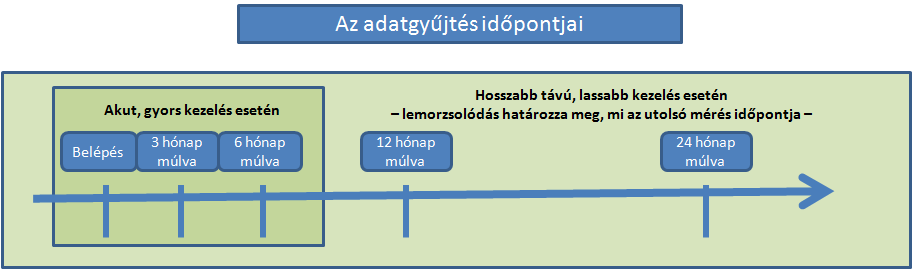 Az adatgyűjtés időpontjai
Akut, gyors kezelés esetén
Hosszabb távú, lassabb kezelés esetén
– lemorzsolódás határozza meg, mi az utolsó mérés időpontja –
Belépés
3 hónap
múlva
6 hónap
múlva
12 hónap
múlva
24 hónap
múlva